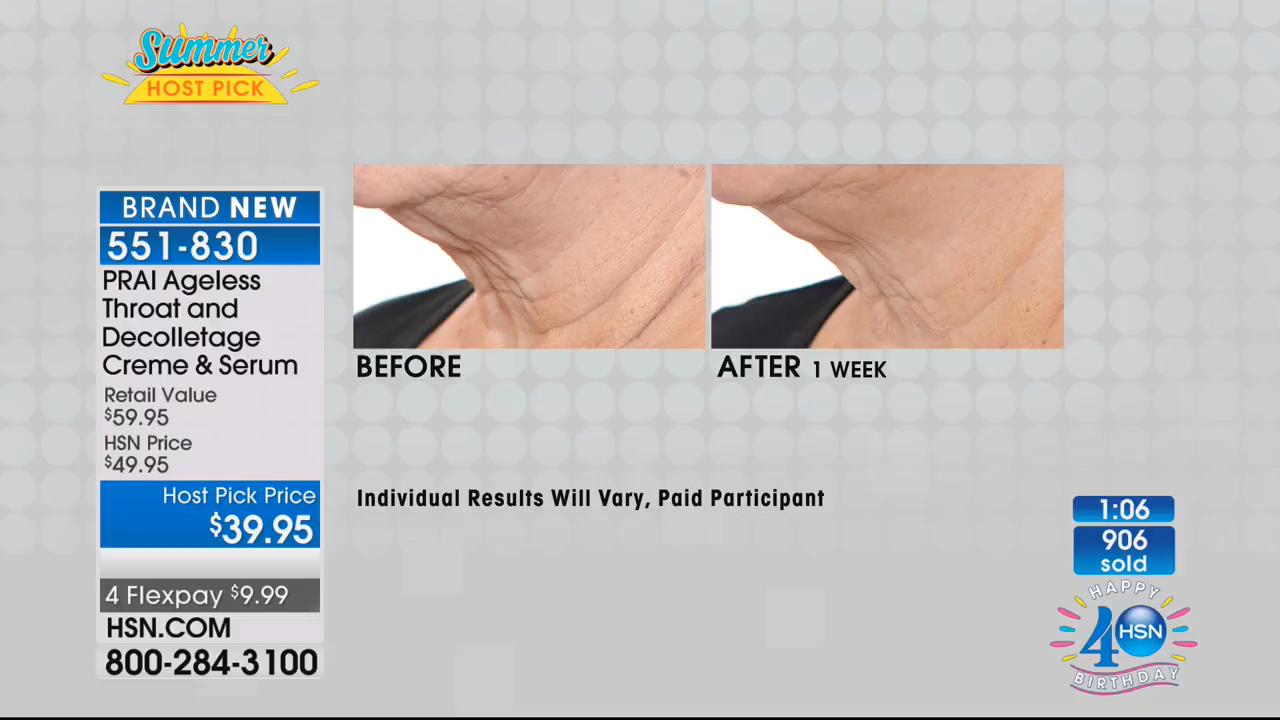 Summer
HOST PICK
BRAND NEW
551-830
PRAI Ageless
Throat and
Decolletage
Creme & Serum
Retail Value
$59.95
HSN Price
$49.95
Host Pick Price
$39.95
4 Flexpay $9.99
HSN.COM
800-284-3100
BEFORE
AFTER 1 WEEK
Individual Results Will Vary, Paid Participant
1:06
906
sold
HAPPY
40 HSN
BIRTHDAY